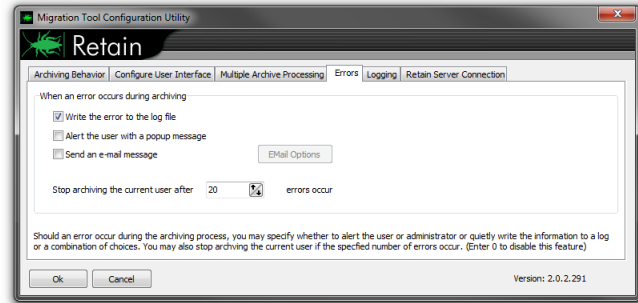 Migration Tool Configuration Utility
Retain
Archiving Behavior Configure User Interface Multiple Archive Processing Errors Logging Retain Server Connection
When an error occurs during archiving
Write the error to the log file
Alert the user with a popup message
Send an e-mail message EMail Options
Stop archiving the current user after 20 errors occur
Should an error occur during the archiving process, you may specify whether to alert the user or administrator or quietly write the information to a log
or a combination of choices. You may also stop archving the current user if the specfied number of errors occur. (Enter 0 to disable this feature)
Ok Cancel Version: 2.0.2.291